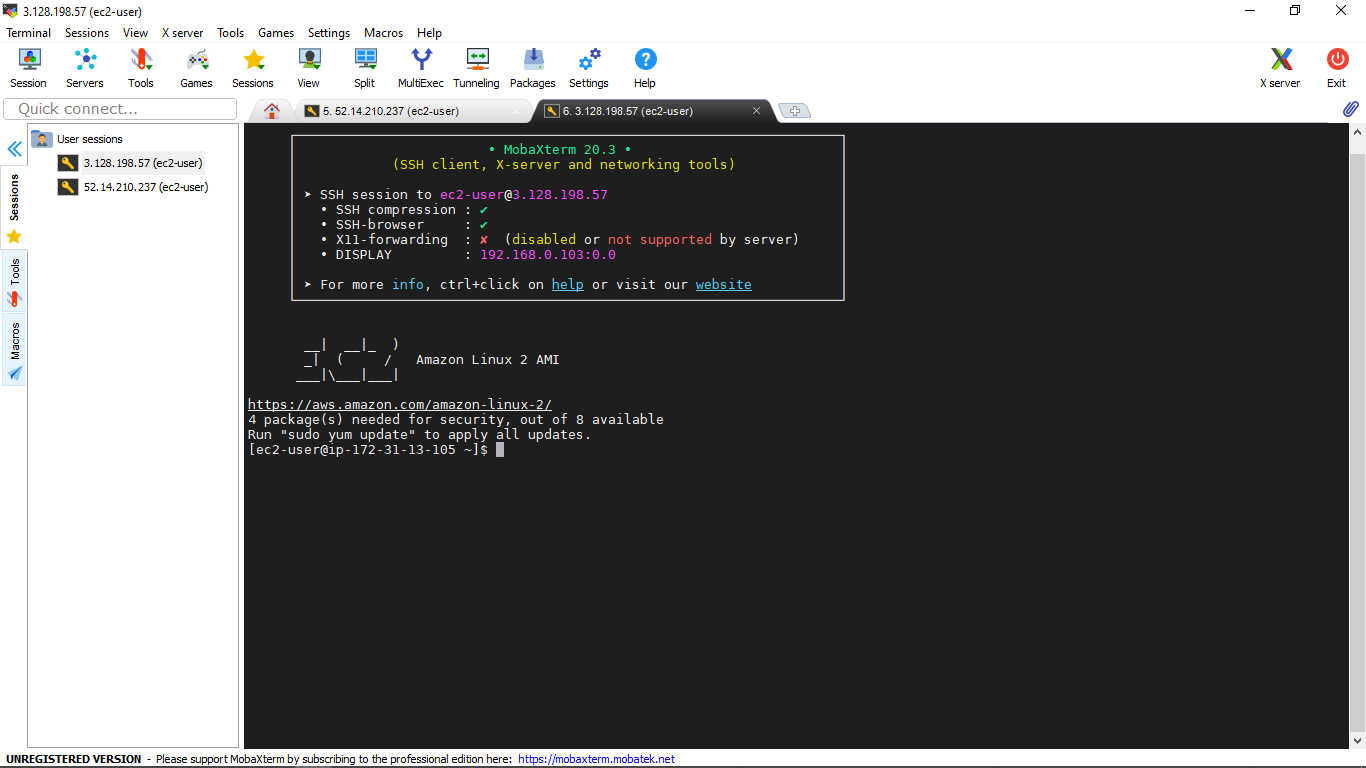 3.128.198.57 (ec2-user)
Terminal Sessions View X server Tools Games Settings Macros Help
Session Servers Tools Games Sessions View Split MultiExec Tunneling Packages Settings Help X server Exit
Quick connect...
5. 52.14.210.237 (ec2-user)
6. 3.128.198.57 (ec2-user)
User sessions
3.128.198.57 (ec2-user)
52.14.210.237 (ec2-user)
Sessions
Tools
Macros
• MobaXterm 20.3 •
(SSH client, X-server and networking tools)
➤ SSH session to ec2-user@3.128.198.57
• SSH compression : ✔
• SSH-browser : ✔
• X11-forwarding : ✘ (disabled or not supported by server)
• DISPLAY : 192.168.0.103:0.0
➤ For more info, ctrl+click on help or visit our website
__| __|_ )
_| ( / Amazon Linux 2 AMI
___|\___|___|
https://aws.amazon.com/amazon-linux-2/
4 package(s) needed for security, out of 8 available
Run "sudo yum update" to apply all updates.
[ec2-user@ip-172-31-13-105 ~]$
UNREGISTERED VERSION - Please support MobaXterm by subscribing to the professional edition here: https://mobaxterm.mobatek.net